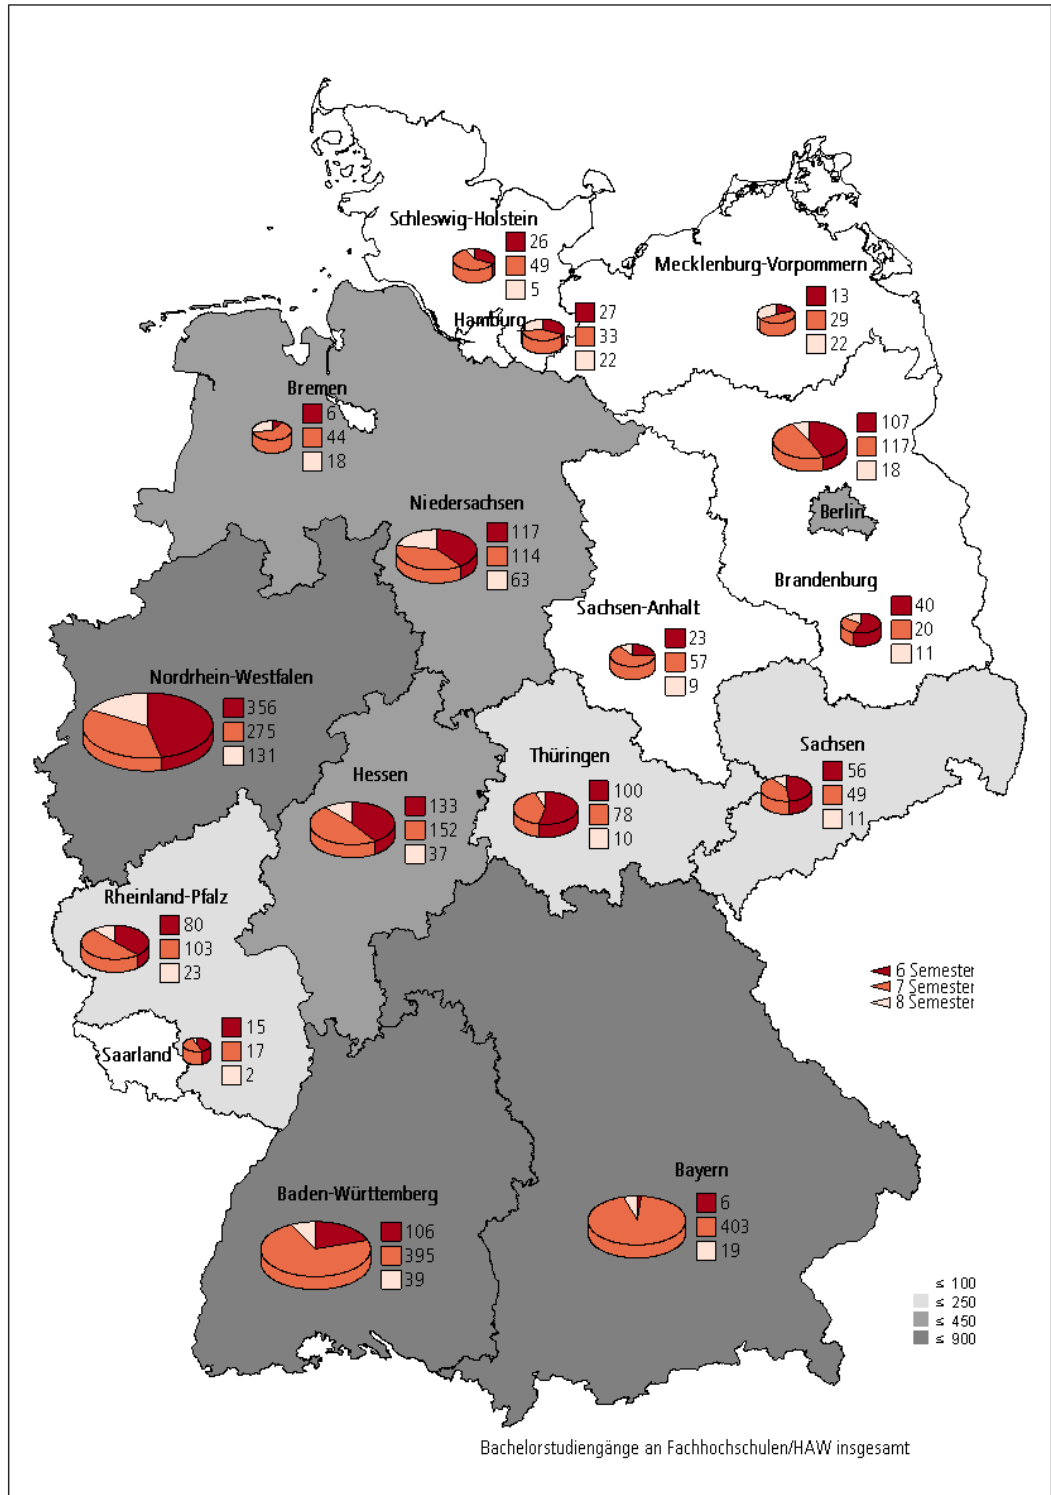 Schleswig-Holstein
26
49
5
Mecklenburg-Vorpommern
13
29
22
Hamburg
27
33
22
Bremen
6
44
18
107
117
18
Berlin
Niedersachsen
117
114
63
Brandenburg
40
20
11
Sachsen-Anhalt
23
57
9
Nordrhein-Westfalen
356
275
131
Sachsen
56
49
11
Thüringen
100
78
10
Hessen
133
152
37
Rheinland-Pfalz
80
103
23
6 Semester
7 Semester
8 Semester
Saarland
15
17
2
Bayern
6
403
19
Baden-Württemberg
106
395
39
≤ 100
≤ 250
≤ 450
≤ 900
Bachelorstudiengänge an Fachhochschulen/HAW insgesamt